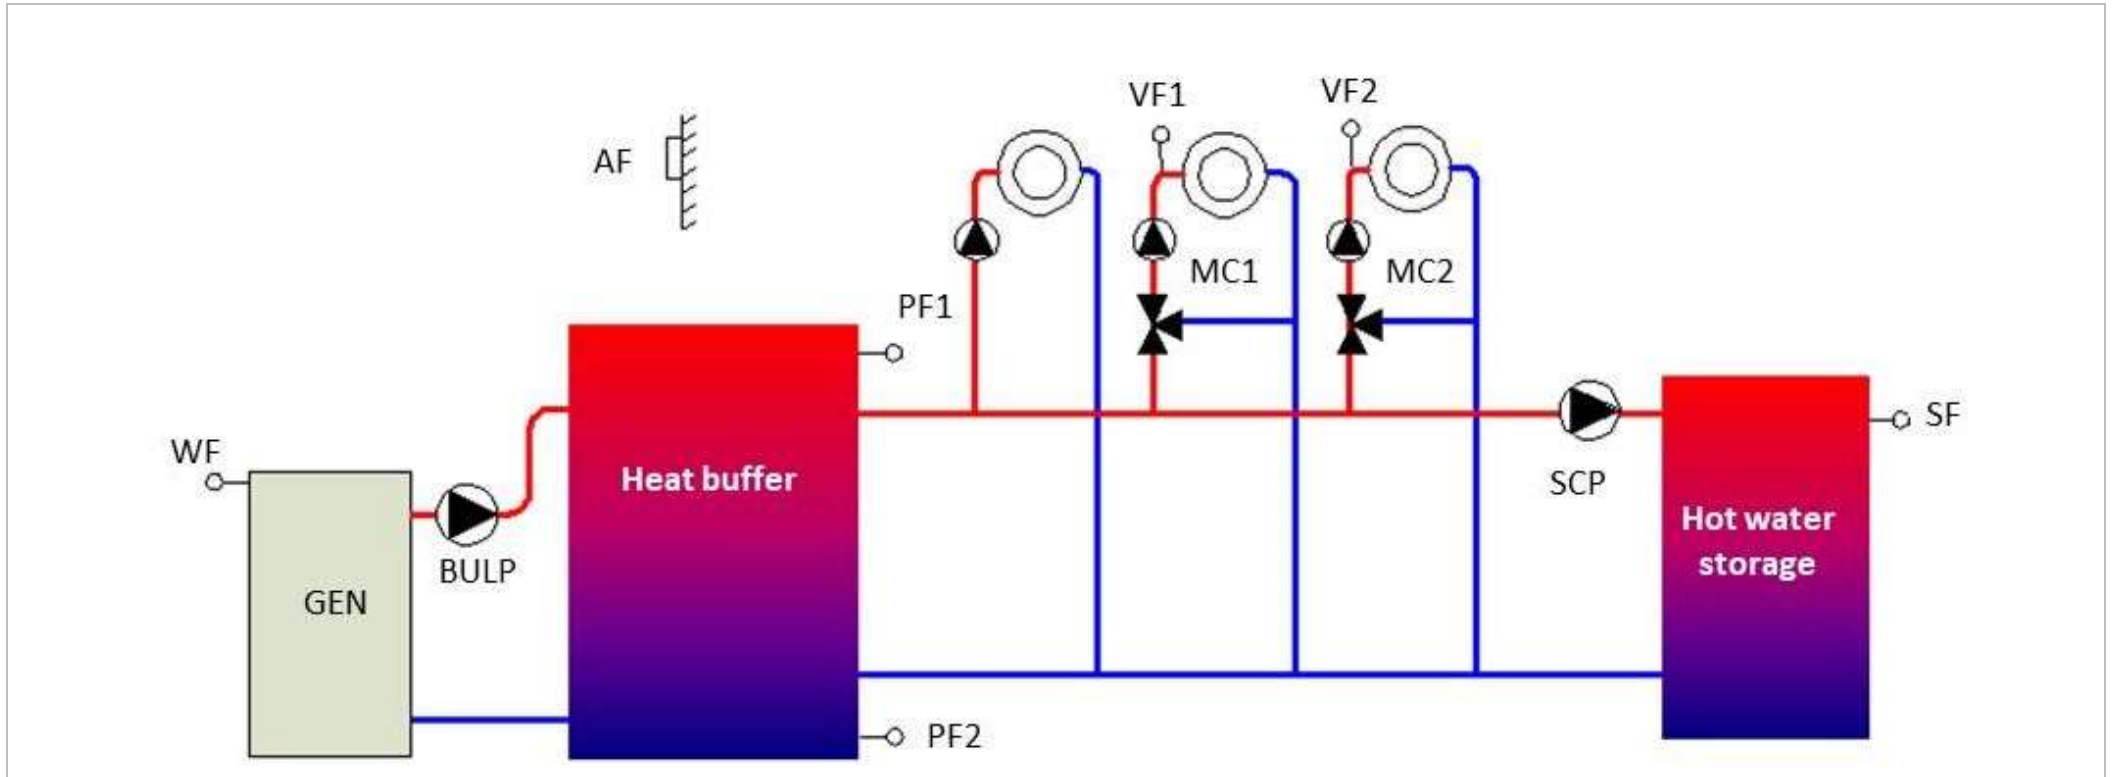 VF1
VF2
AF
MC1
MC2
PF1
WF
SF
Heat buffer
SCP
Hot water
storage
BULP
GEN
PF2